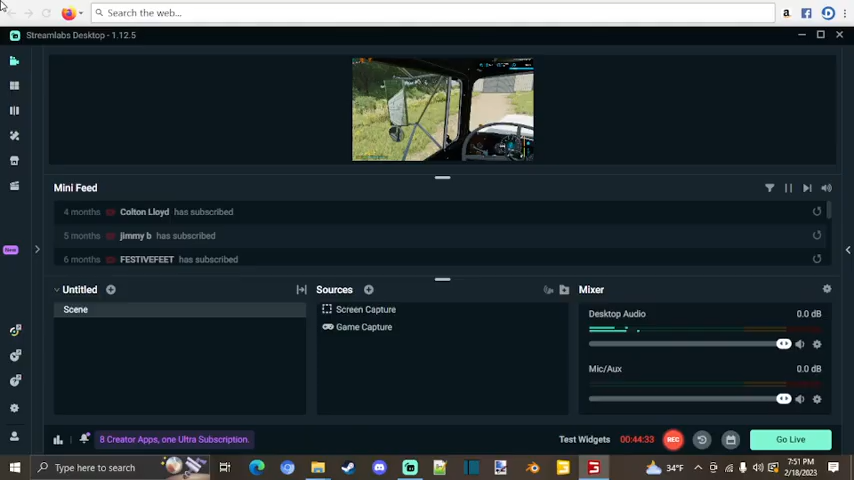 Search the web...
Streamlabs Desktop - 1.12.5
Mini Feed
4 months Colton Lloyd has subscribed
5 months jimmy b has subscribed
6 months FESTIVEFEET has subscribed
Untitled
Scene
Sources
Screen Capture
Game Capture
Mixer
Desktop Audio 0.0 dB
Mic/Aux 0.0 dB
8 Creator Apps, one Ultra Subscription.
Test Widgets 00:44:33 REC Go Live
Type here to search
34°F
7:51 PM
2/18/2023